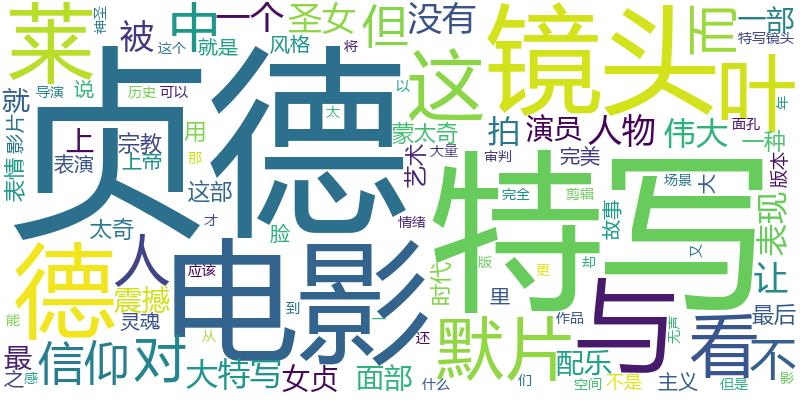 莱
神圣
中
被
一个
圣女
但
没有
镜头
与
一部
特写镜头
这个
就是
风格
将
叶
贞德
这
导演
历史
可以
以
年
就
说
太
面孔
影片
上
宗教
用
蒙太奇
拍
演员
人物
伟大
一种
表情
表演
上帝
那
艺术
大量
审判
完美
版本
这部
特写
完全
剪辑
场景
大
太奇
才
脸
情绪
故事
表现
又
德
人
电影
应该
时代
版
更
却
让
震撼
里
与
能
灵魂
到
一
作品
无声
看
不
最后
从
还
默片
最
信仰
对
配乐
之
感
大特写
女贞
面部
什么
们
空间
不是
主义
但是
影